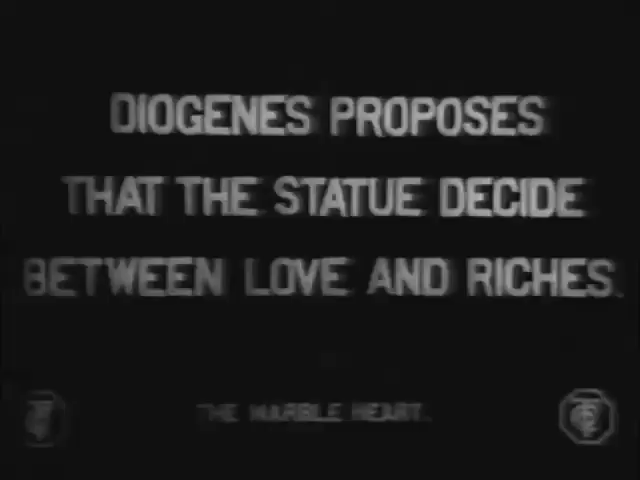 DIOGENES PROPOSES
THAT THE STATUE DECIDE
BETWEEN LOVE AND RICHES.
THE MARBLE HEART.